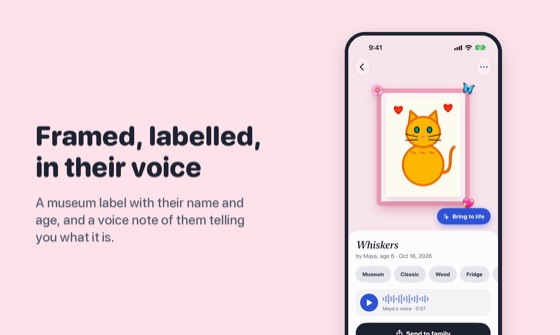 9:41
Framed, labelled,
in their voice
A museum label with their name and
age, and a voice note of them telling
you what it is.
Bring to life
Whiskers
by Maya, age 6 · Oct 16, 2026
Museum Classic Wood Fridge
Maya's voice · 0:07
Send to family